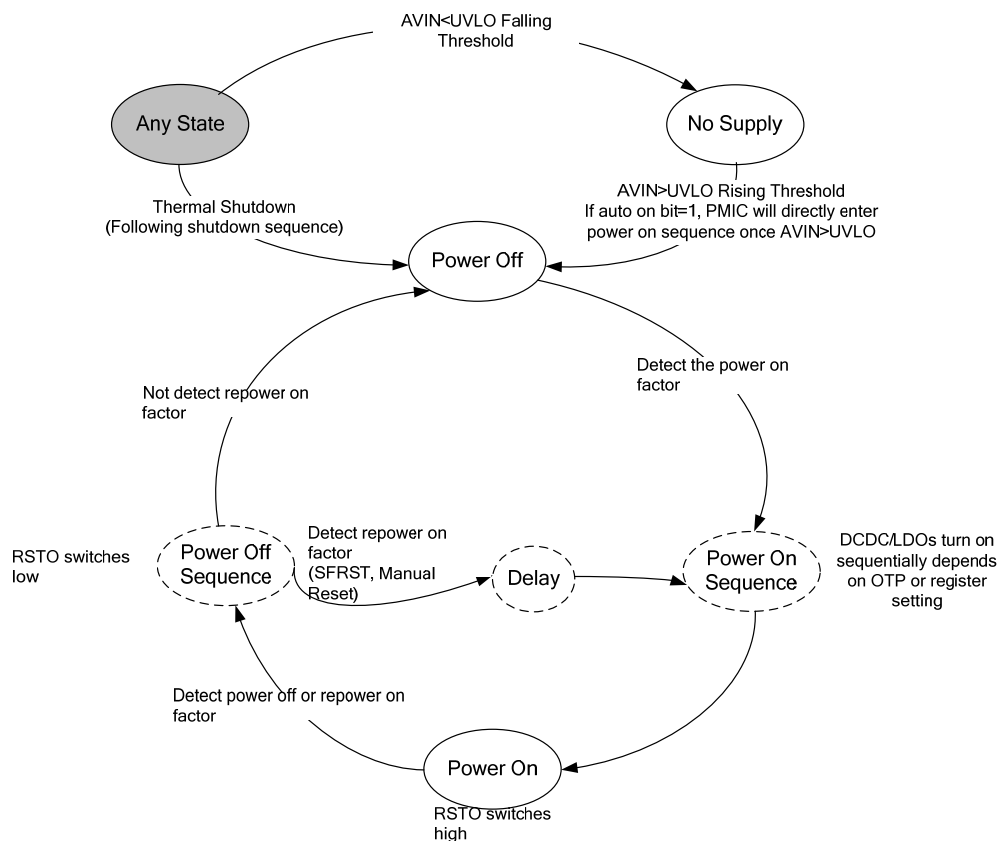 AVIN<UVLO Falling
Threshold
Any State
No Supply
Thermal Shutdown
(Following shutdown sequence)
AVIN>UVLO Rising Threshold
If auto on bit=1, PMIC will directly enter
power on sequence once AVIN>UVLO
Power Off
Detect the power on
factor
Not detect repower on
factor
RSTO switches
low
Power Off
Sequence
Detect repower on
factor
(SFRST, Manual
Reset)
Delay
Power On
Sequence
DCDC/LDOs turn on
sequentially depends
on OTP or register
setting
Detect power off or repower on
factor
Power On
RSTO switches
high